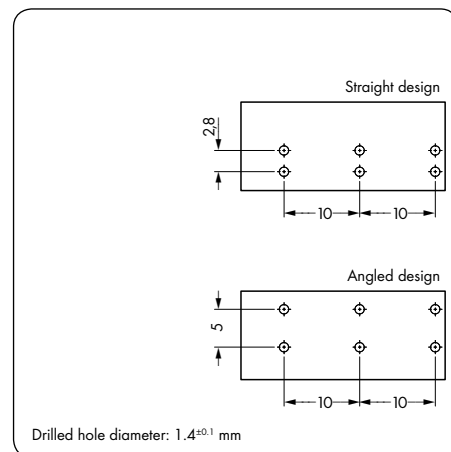 Straight design
2,8
10 10
Angled design
5
10 10
Drilled hole diameter: 1.4±0.1 mm